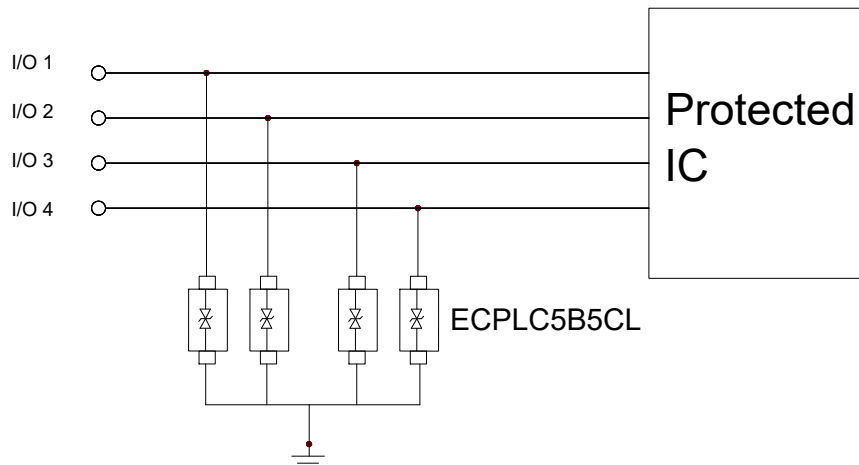 I/O 1
I/O 2
I/O 3
I/O 4
Protected
IC
ECPLC5B5CL